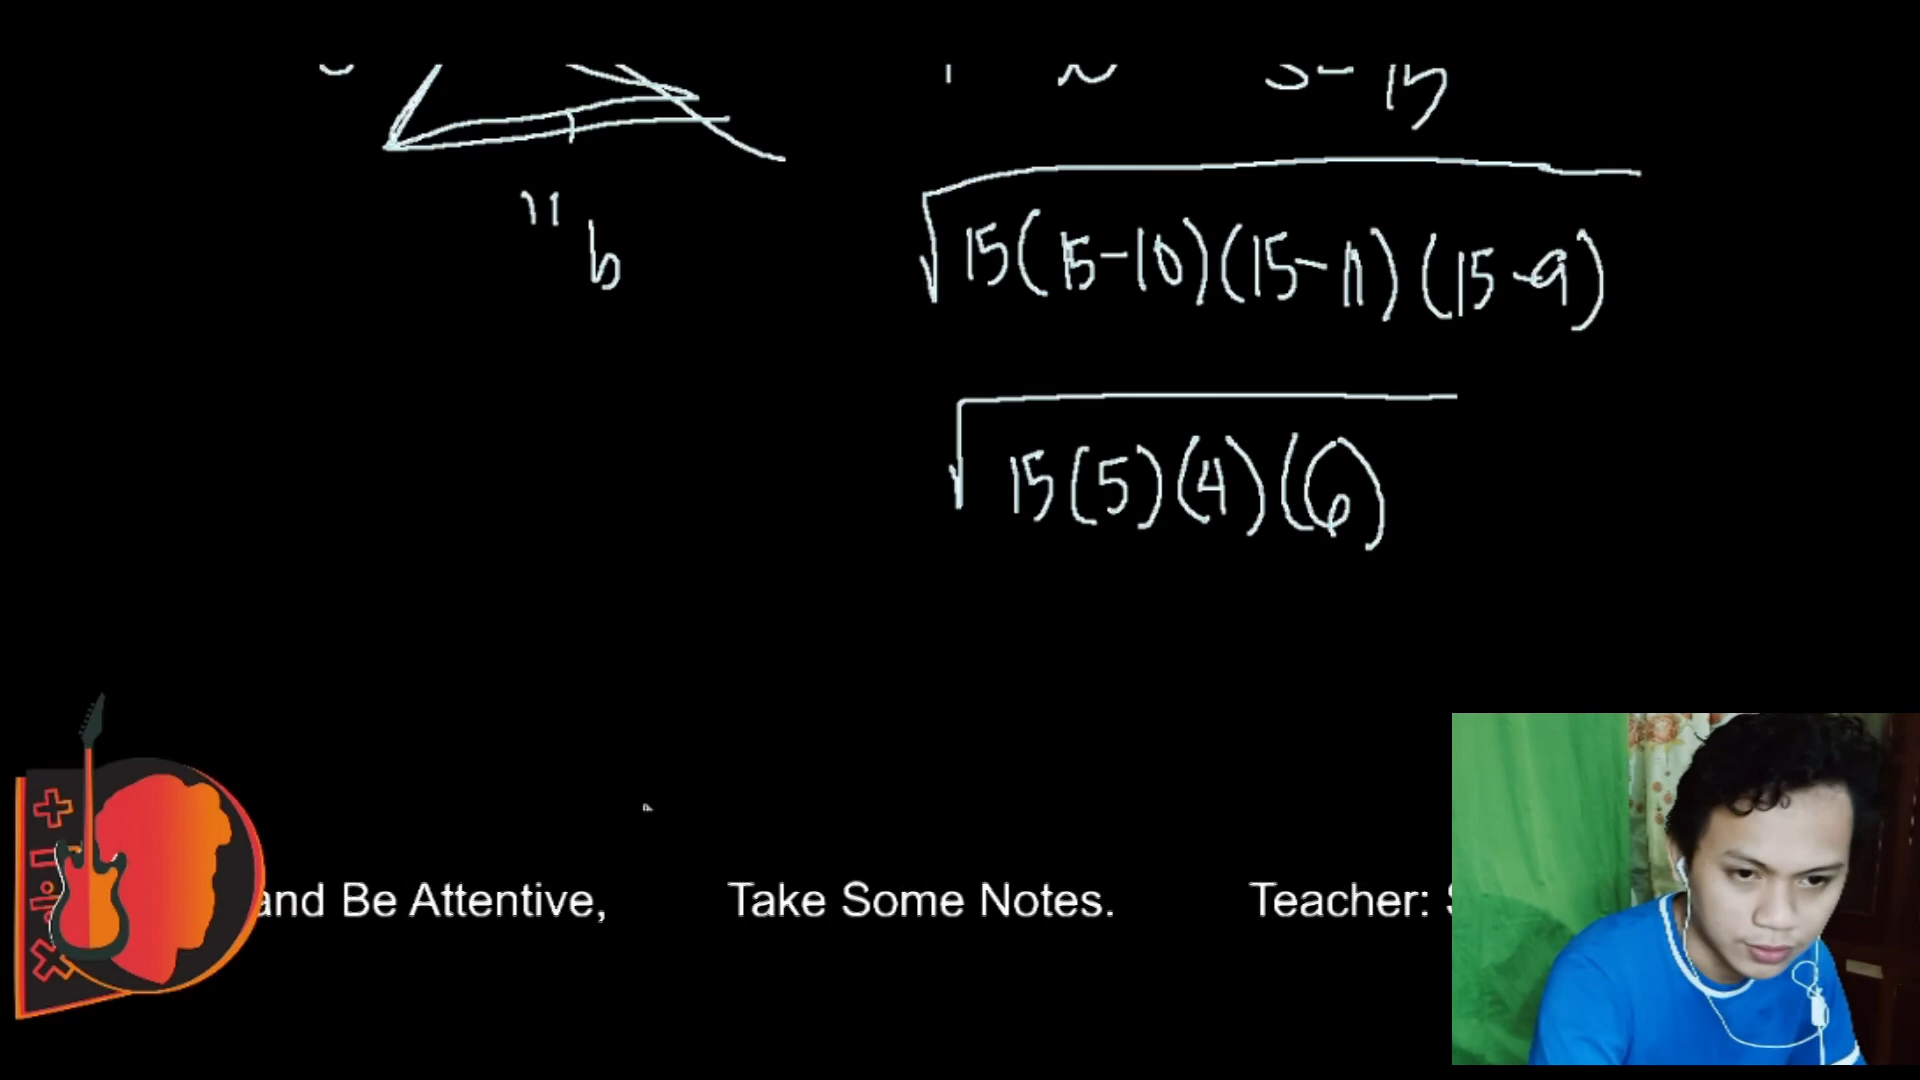 s = 15
11
b
√15(15-10)(15-11)(15-9)
√15(5)(4)(6)
and Be Attentive, Take Some Notes. Teacher: